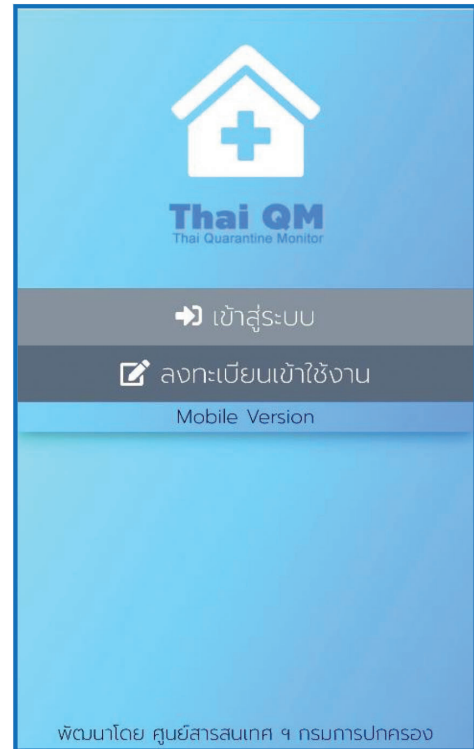 Thai QM
Thai Quarantine Monitor
เข้าสู่ระบบ
ลงทะเบียนเข้าใช้งาน
Mobile Version
พัฒนาโดย ศูนย์สารสนเทศ ฯ กรมการปกครอง